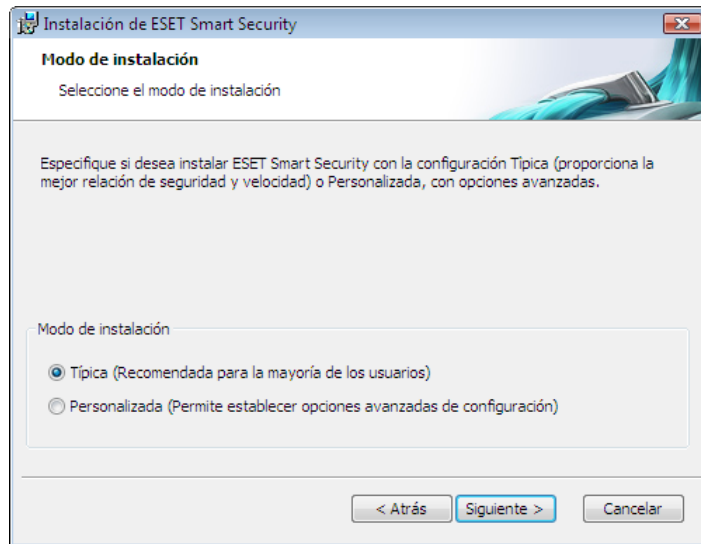 Instalación de ESET Smart Security
Modo de instalación
Seleccione el modo de instalación
Especifique si desea instalar ESET Smart Security con la configuración Típica (proporciona la
mejor relación de seguridad y velocidad) o Personalizada, con opciones avanzadas.
Modo de instalación
Típica (Recomendada para la mayoría de los usuarios)
Personalizada (Permite establecer opciones avanzadas de configuración)
< Atrás Siguiente > Cancelar